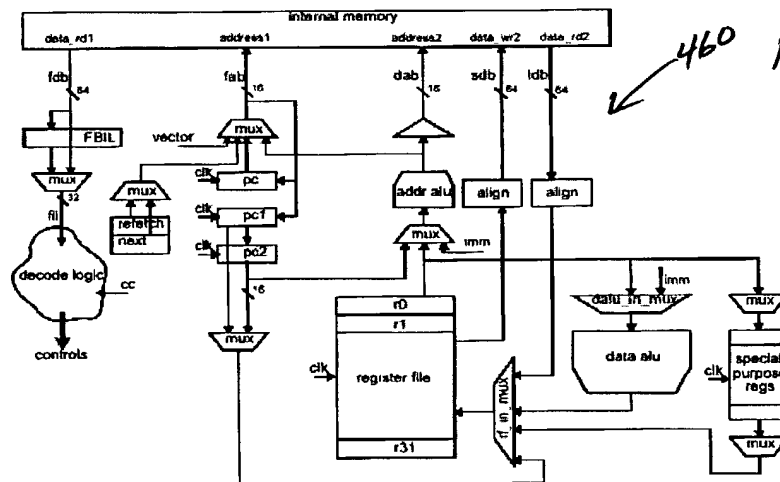 internal memory
data_rd1 address1 address2 data_wr2 data_rd2
fdb 64
fab 16
dab 16
sdb 64
ldb 64
460
FBIL
vector
mux
mux
mux
clk pc
clk pc1
clk pc2
refetch
next
32
fil
decode logic
cc
controls
addr alu
align
align
mux
imm
16
mux
r0
r1
register file
clk
r31
rf_in_mux
imm
dalu_in_mux
data alu
mux
clk
special
purpose
regs
mux